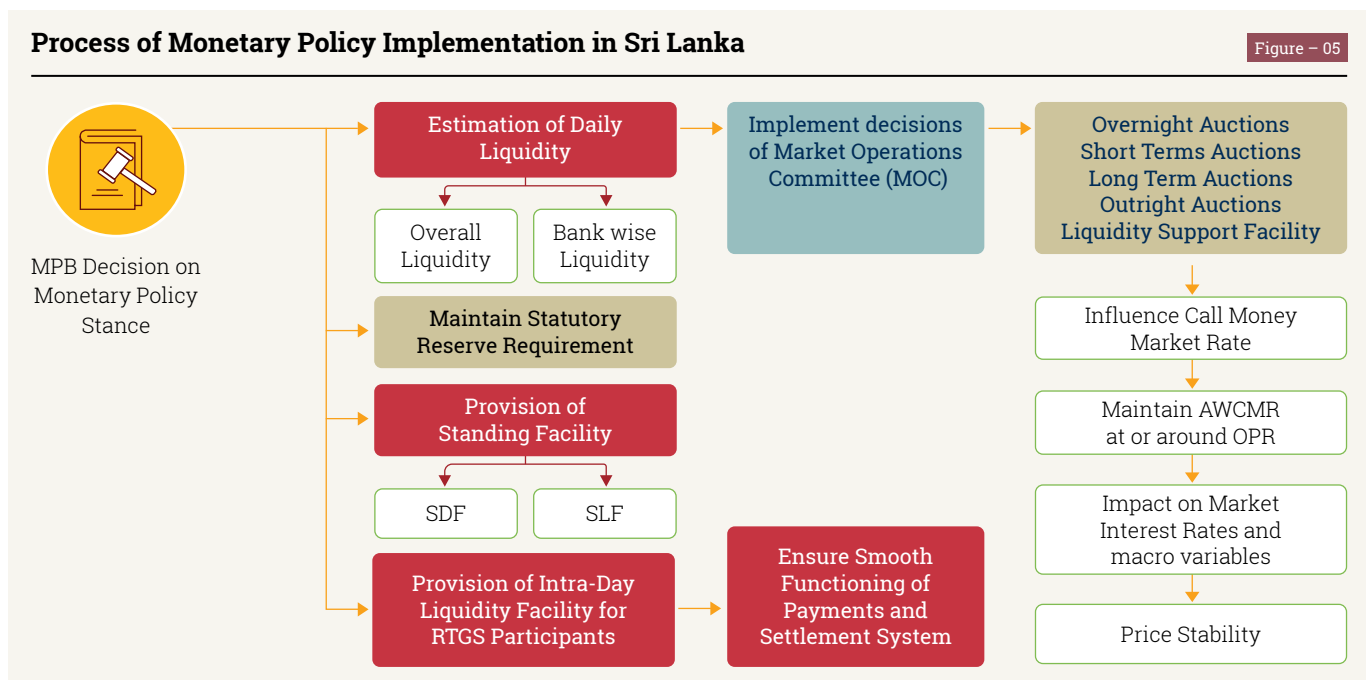 Process of Monetary Policy Implementation in Sri Lanka
Figure – 05
MPB Decision on
Monetary Policy
Stance
Estimation of Daily
Liquidity
Overall
Liquidity
Bank wise
Liquidity
Maintain Statutory
Reserve Requirement
Provision of
Standing Facility
SDF
SLF
Provision of Intra-Day
Liquidity Facility for
RTGS Participants
Implement decisions
of Market Operations
Committee (MOC)
Ensure Smooth
Functioning of
Payments and
Settlement System
Overnight Auctions
Short Terms Auctions
Long Term Auctions
Outright Auctions
Liquidity Support Facility
Influence Call Money
Market Rate
Maintain AWCMR
at or around OPR
Impact on Market
Interest Rates and
macro variables
Price Stability